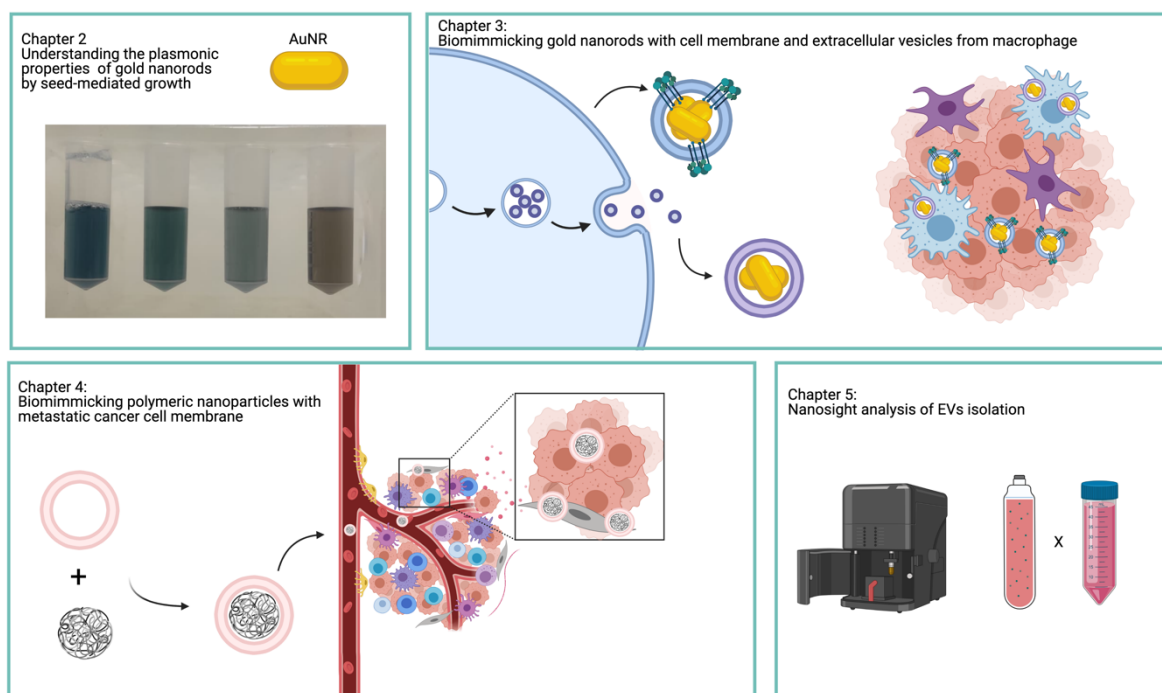 Chapter 2
Understanding the plasmonic
properties of gold nanorods
by seed-mediated growth
AuNR
Chapter 3:
Biomimmicking gold nanorods with cell membrane and extracellular vesicles from macrophage
Chapter 4:
Biomimmicking polymeric nanoparticles with
metastatic cancer cell membrane
+
Chapter 5:
Nanosight analysis of EVs isolation
X